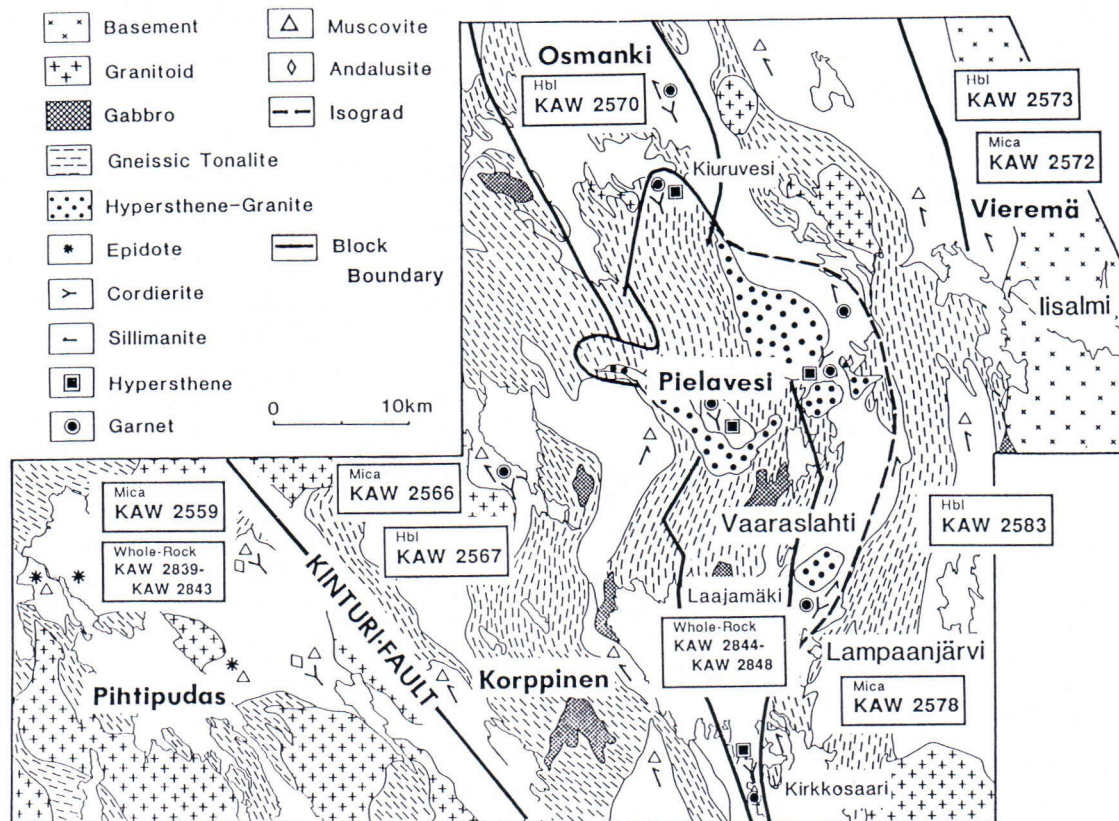 Basement
Granitoid
Gabbro
Gneissic Tonalite
Hypersthene-Granite
Epidote
Cordierite
Sillimanite
Hypersthene
Garnet
Muscovite
Andalusite
Isograd
Block
Boundary
0 10km
Osmanki
Hbl
KAW 2570
Kiuruvesi
Hbl
KAW 2573
Mica
KAW 2572
Vieremä
Iisalmi
Pielavesi
Mica
KAW 2559
Whole-Rock
KAW 2839-
KAW 2843
Mica
KAW 2566
Hbl
KAW 2567
KINTURI-FAULT
Vaaraslahti
Hbl
KAW 2583
Laajamäki
Whole-Rock
KAW 2844-
KAW 2848
Lampaanjärvi
Mica
KAW 2578
Pihtipudas
Korppinen
Kirkkosaari